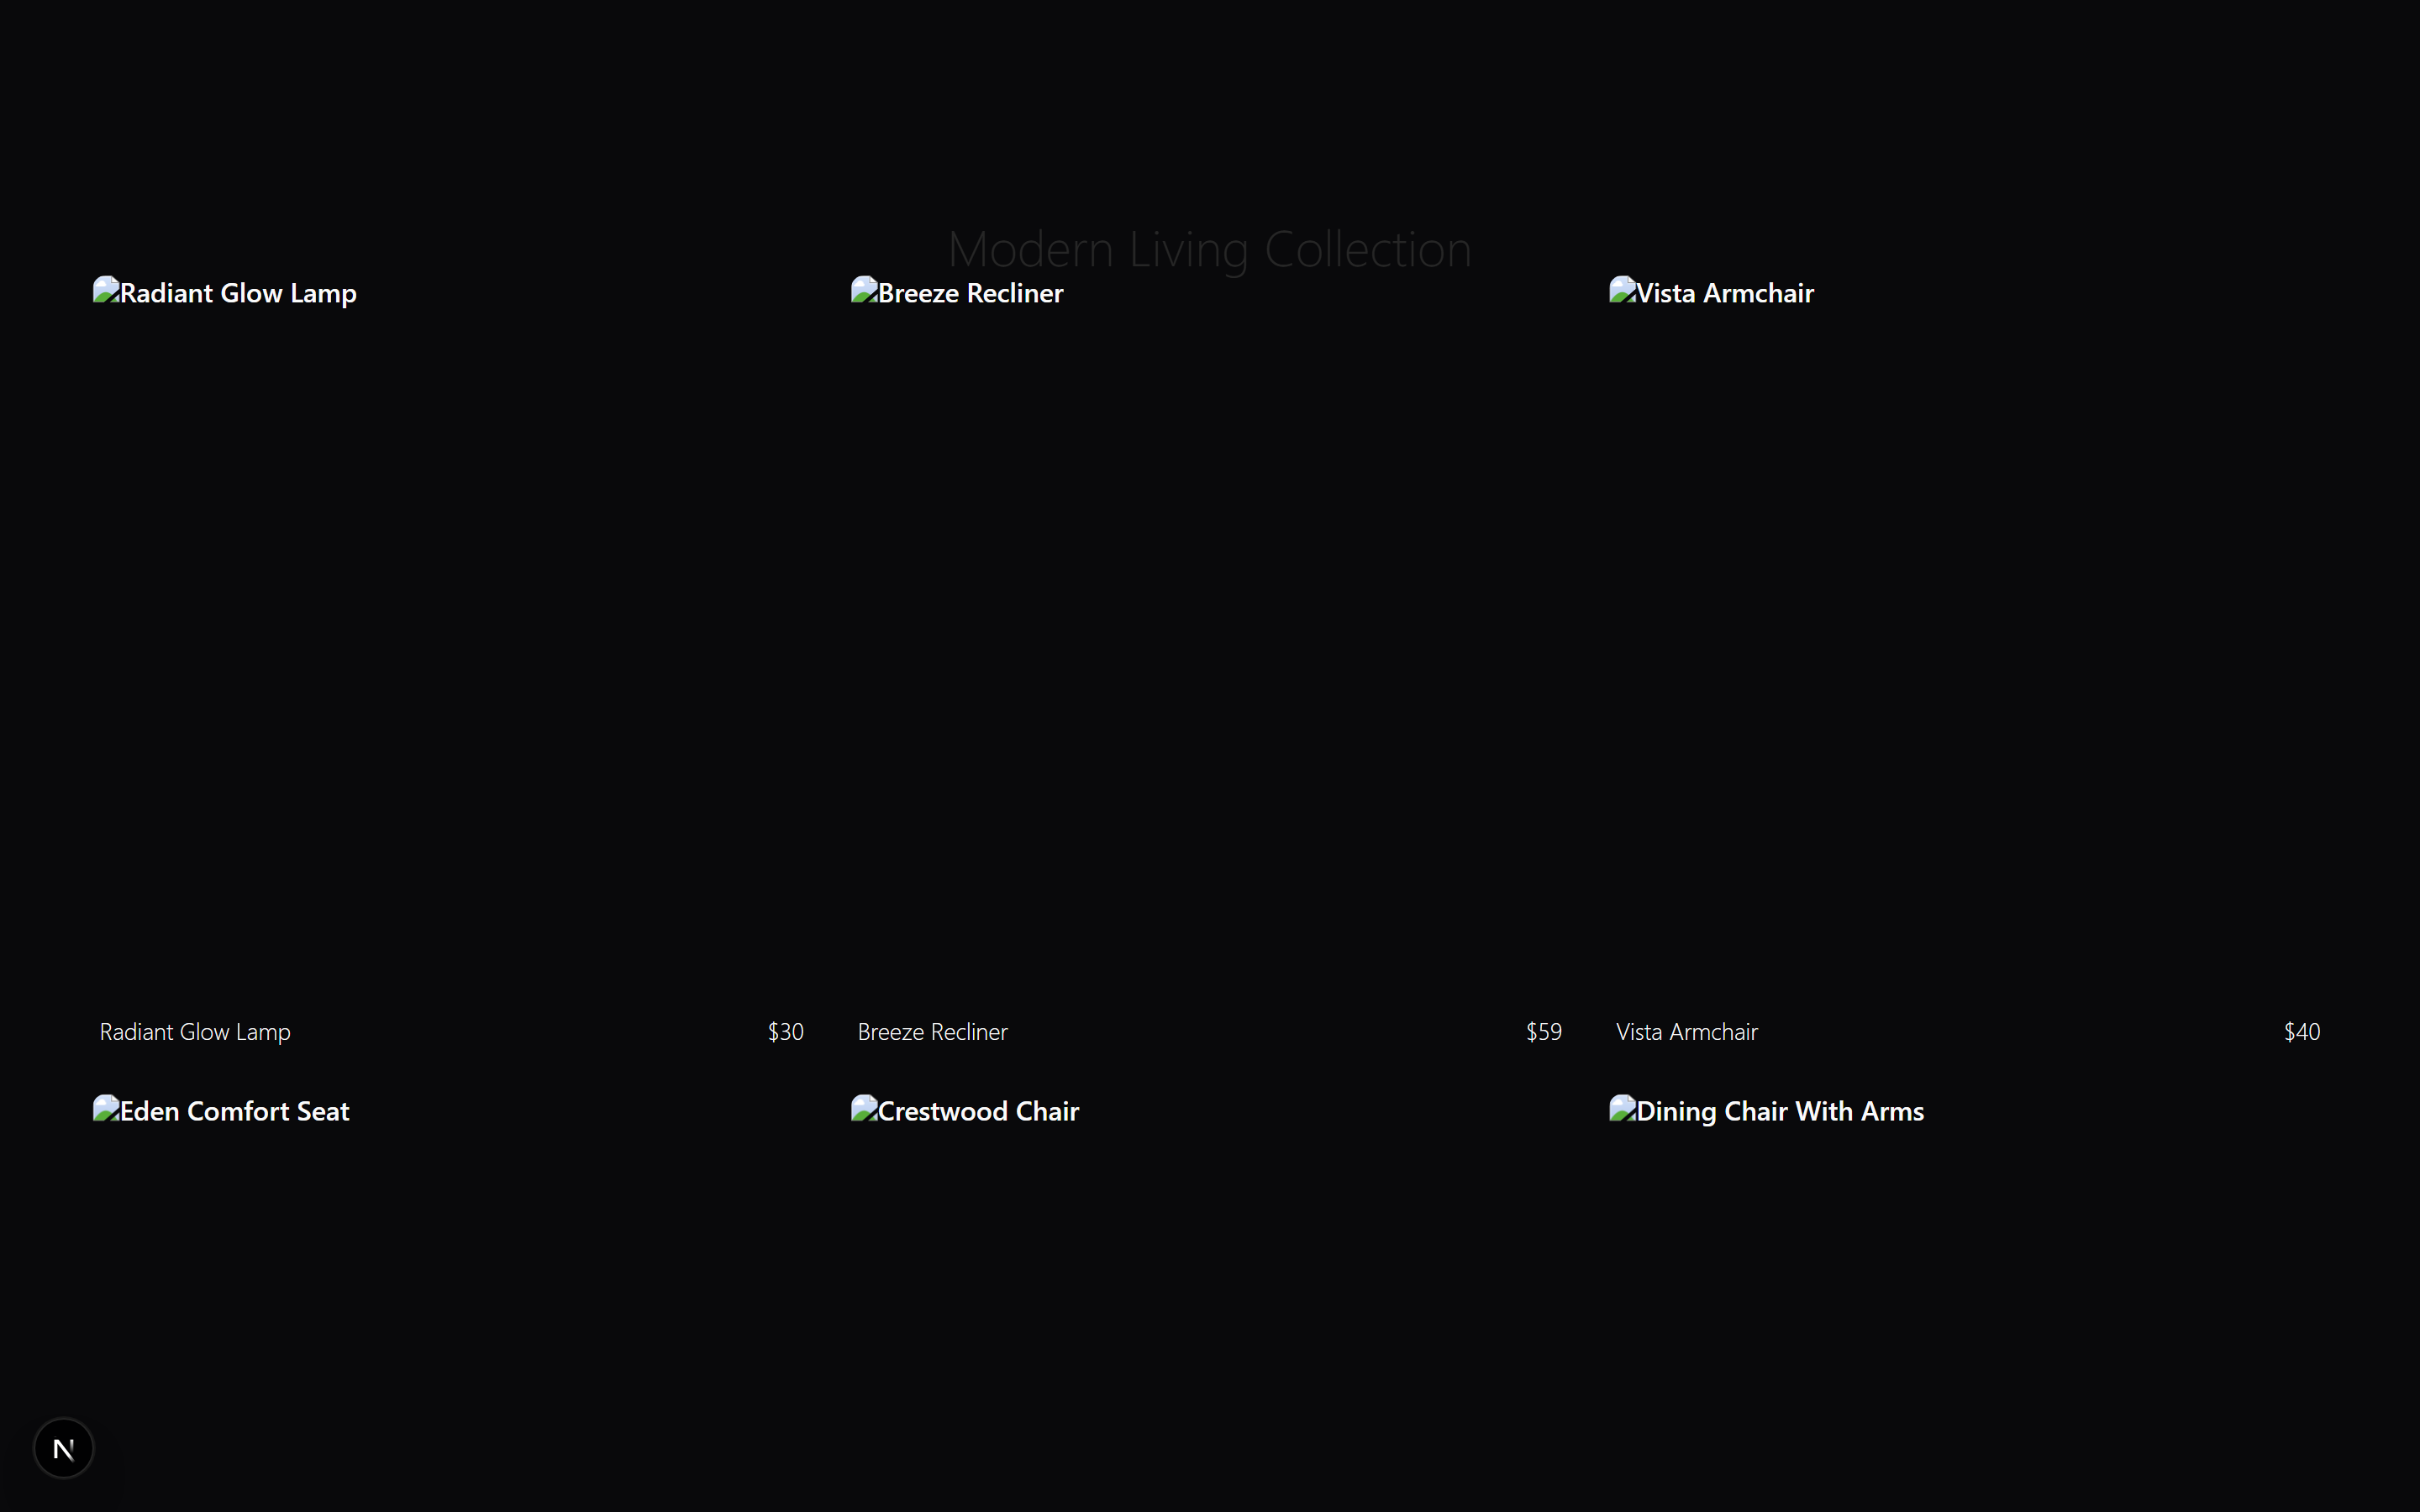 Modern Living Collection
Radiant Glow Lamp
Breeze Recliner
Vista Armchair
Radiant Glow Lamp $30
Breeze Recliner $59
Vista Armchair $40
Eden Comfort Seat
Crestwood Chair
Dining Chair With Arms
N